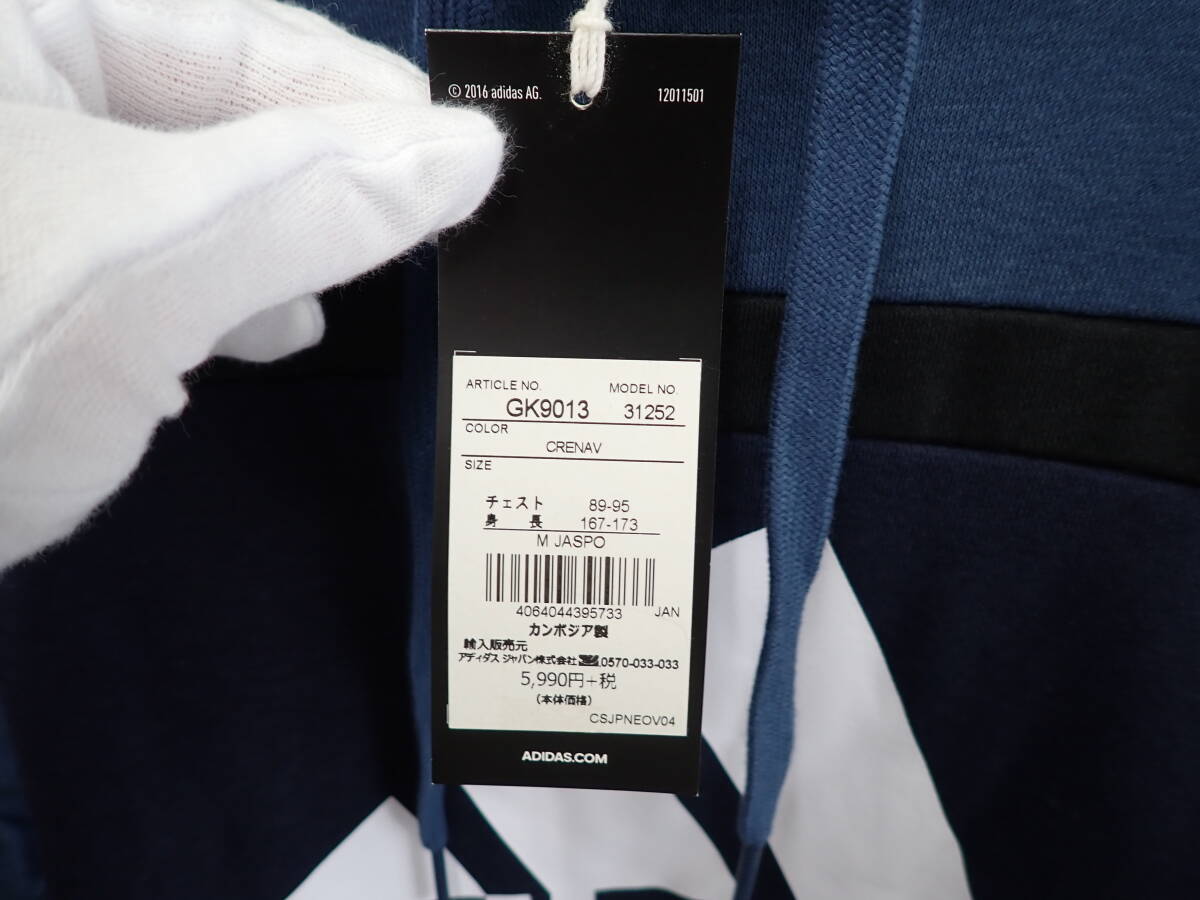 © 2016 adidas AG. 12011501
ARTICLE NO. MODEL NO.
GK9013 31252
COLOR
CRENAV
SIZE
チェスト 89-95
身 長 167-173
M JASPO
4064044395733 JAN
カンボジア製
輸入販売元
アディダス ジャパン株式会社 0570-033-033
5,990円+税
(本体価格)
CSJPNEOV04
ADIDAS.COM